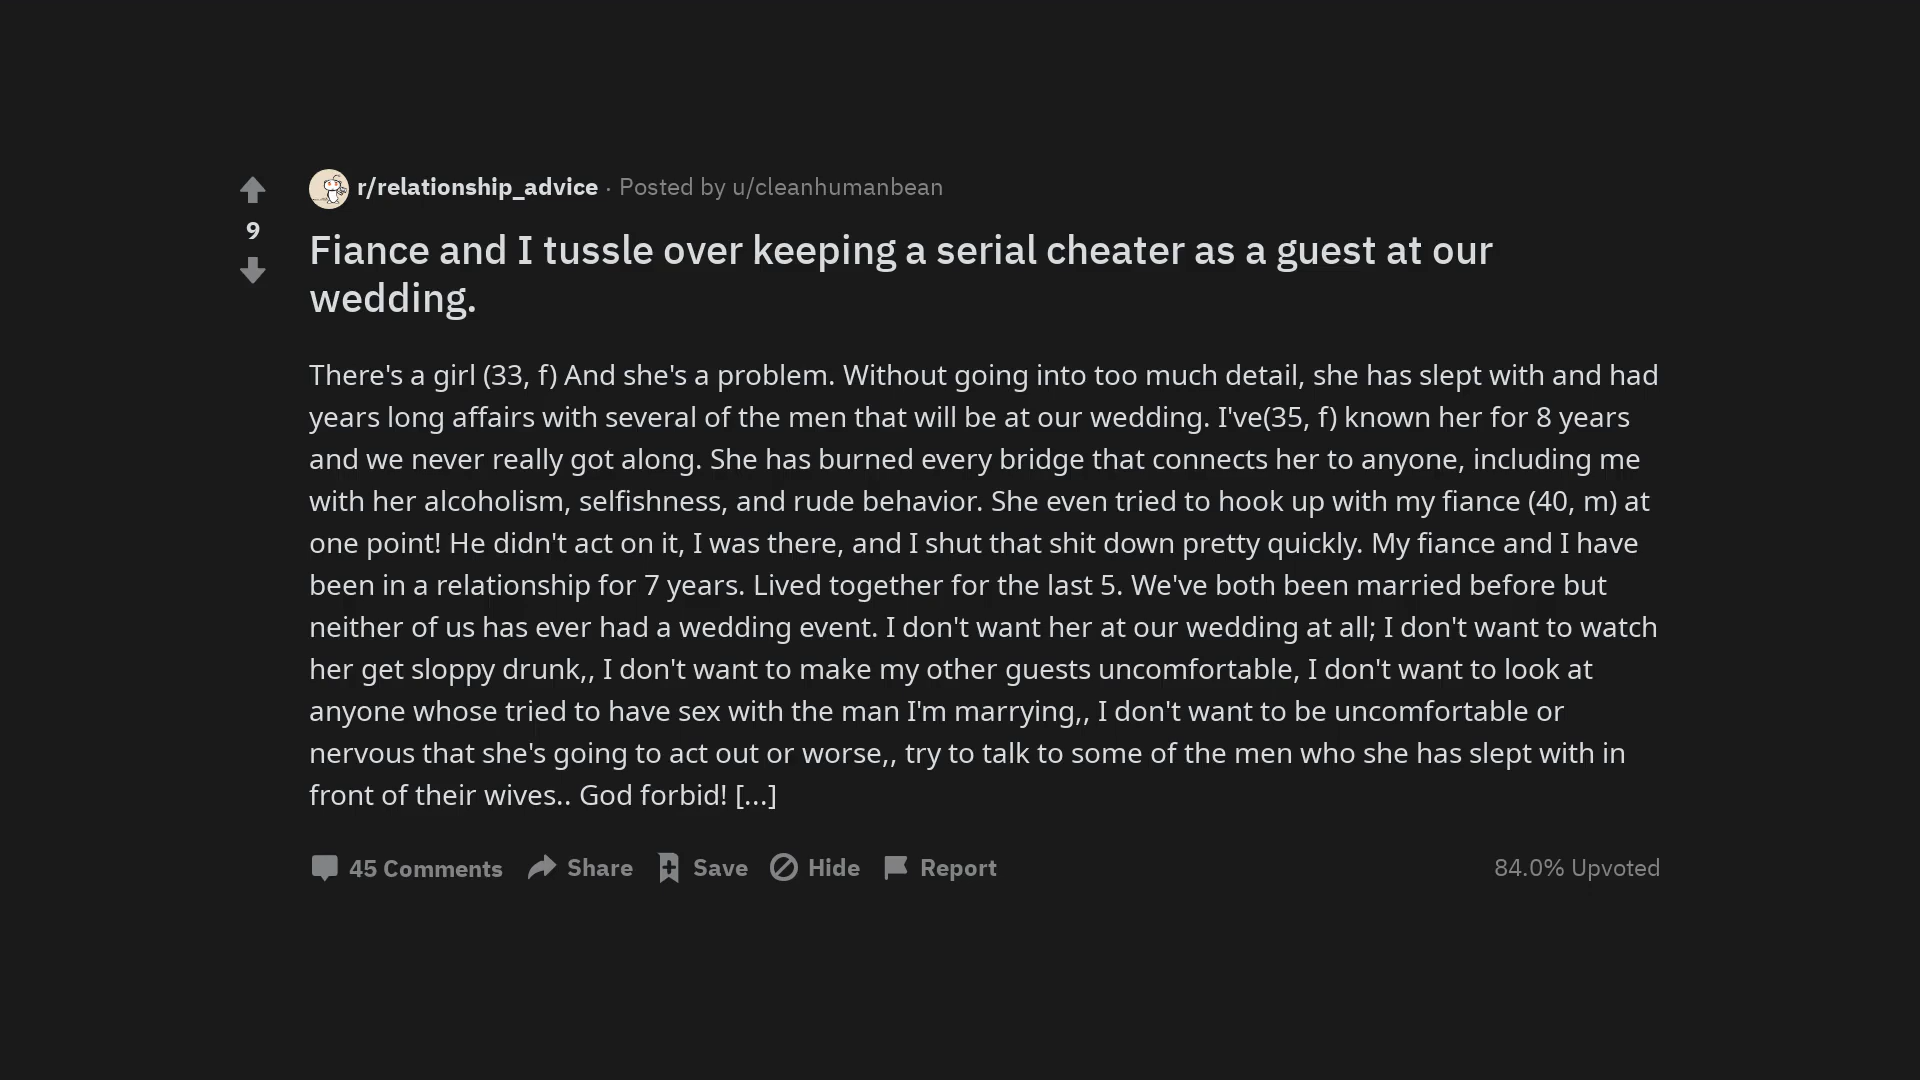 r/relationship_advice · Posted by u/cleanhumanbean
9
Fiance and I tussle over keeping a serial cheater as a guest at our
wedding.
There's a girl (33, f) And she's a problem. Without going into too much detail, she has slept with and had
years long affairs with several of the men that will be at our wedding. I've(35, f) known her for 8 years
and we never really got along. She has burned every bridge that connects her to anyone, including me
with her alcoholism, selfishness, and rude behavior. She even tried to hook up with my fiance (40, m) at
one point! He didn't act on it, I was there, and I shut that shit down pretty quickly. My fiance and I have
been in a relationship for 7 years. Lived together for the last 5. We've both been married before but
neither of us has ever had a wedding event. I don't want her at our wedding at all; I don't want to watch
her get sloppy drunk,, I don't want to make my other guests uncomfortable, I don't want to look at
anyone whose tried to have sex with the man I'm marrying,, I don't want to be uncomfortable or
nervous that she's going to act out or worse,, try to talk to some of the men who she has slept with in
front of their wives.. God forbid! [...]
45 Comments Share Save Hide Report 84.0% Upvoted